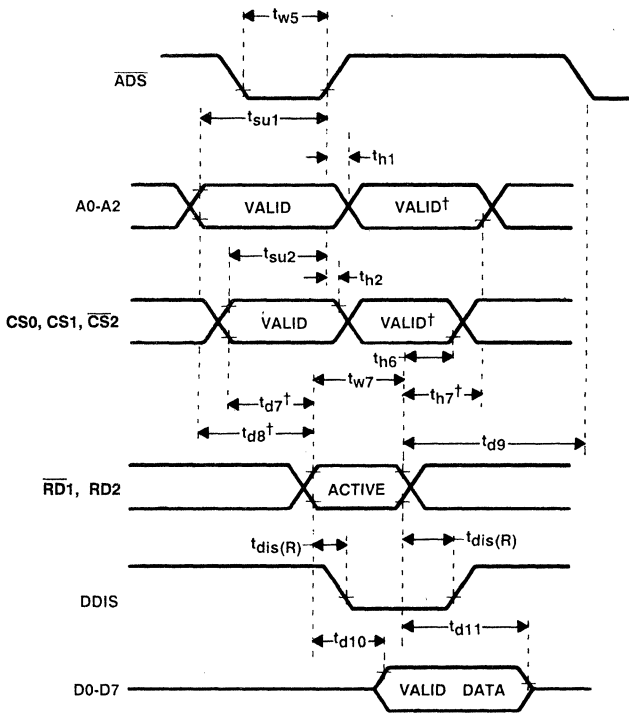 tw5
ADS
tsu1
th1
A0-A2
VALID
VALID†
tsu2
th2
CS0, CS1, CS2
VALID
VALID†
th6
tw7
td7†
th7†
td8†
td9
RD1, RD2
ACTIVE
tdis(R)
tdis(R)
DDIS
td10
td11
D0-D7
VALID DATA